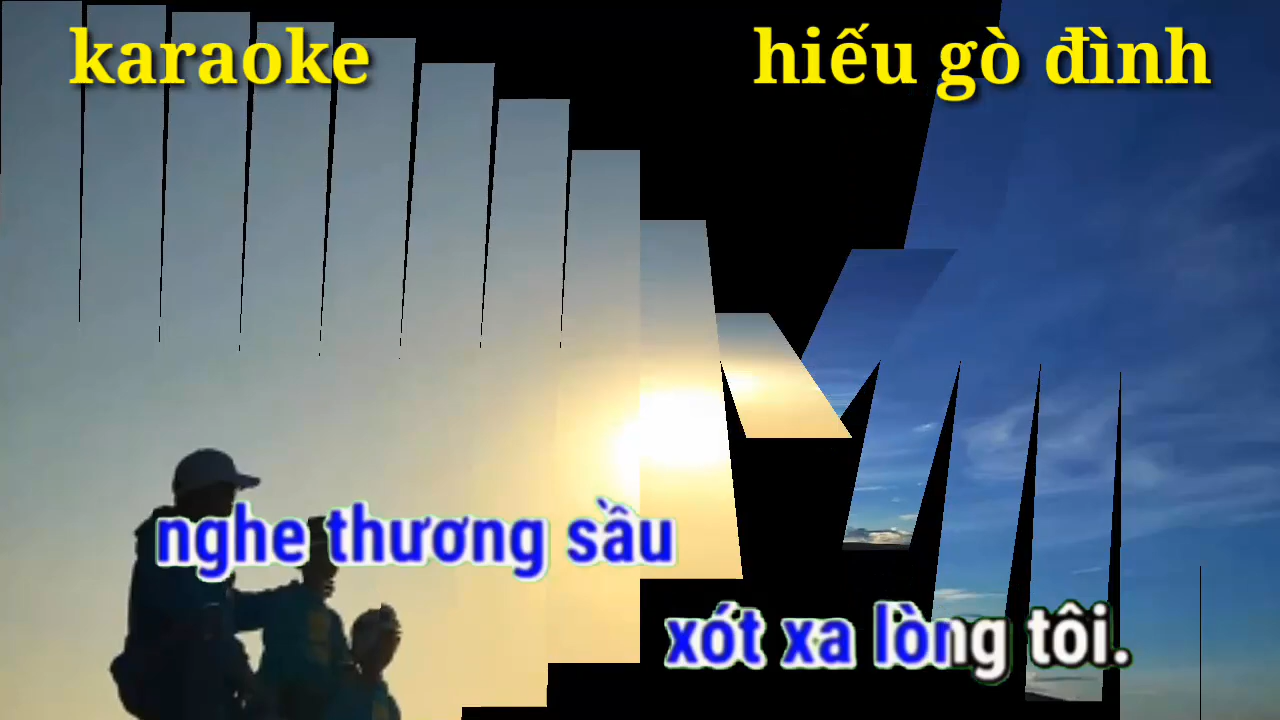 karaoke hiếu gò đình
nghe thương sầu
xót xa lòng tôi.